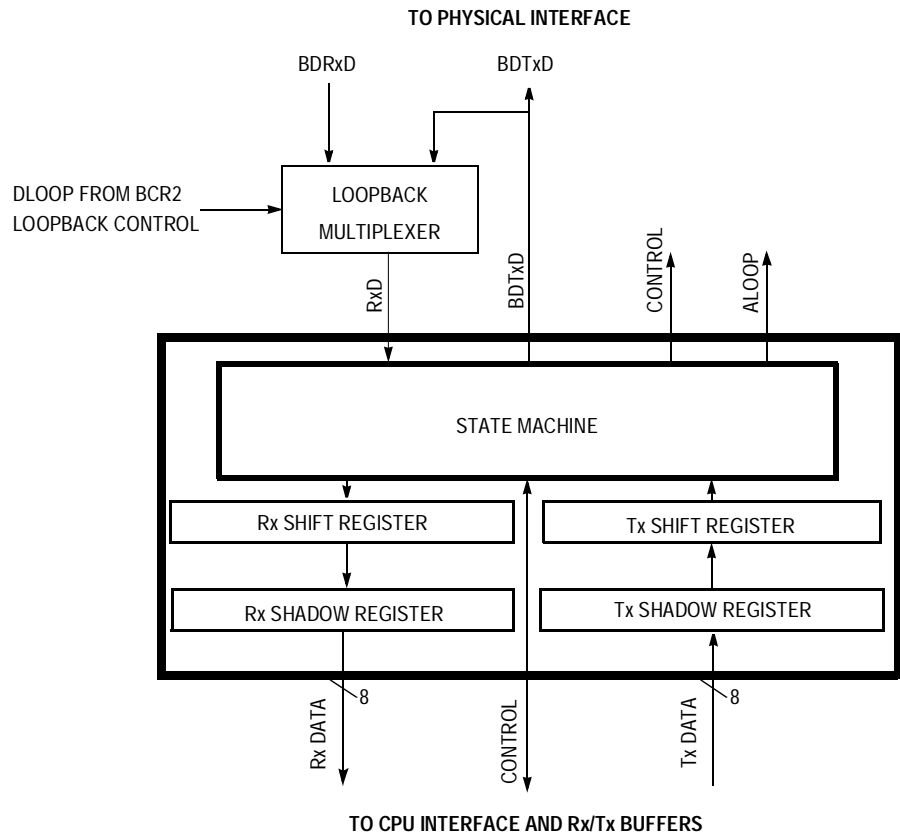 TO PHYSICAL INTERFACE
BDRxD
BDTxD
DLOOP FROM BCR2
LOOPBACK CONTROL
LOOPBACK
MULTIPLEXER
RxD
BDTxD
CONTROL
ALOOP
STATE MACHINE
Rx SHIFT REGISTER
Tx SHIFT REGISTER
Rx SHADOW REGISTER
Tx SHADOW REGISTER
8
8
Rx DATA
CONTROL
Tx DATA
TO CPU INTERFACE AND Rx/Tx BUFFERS